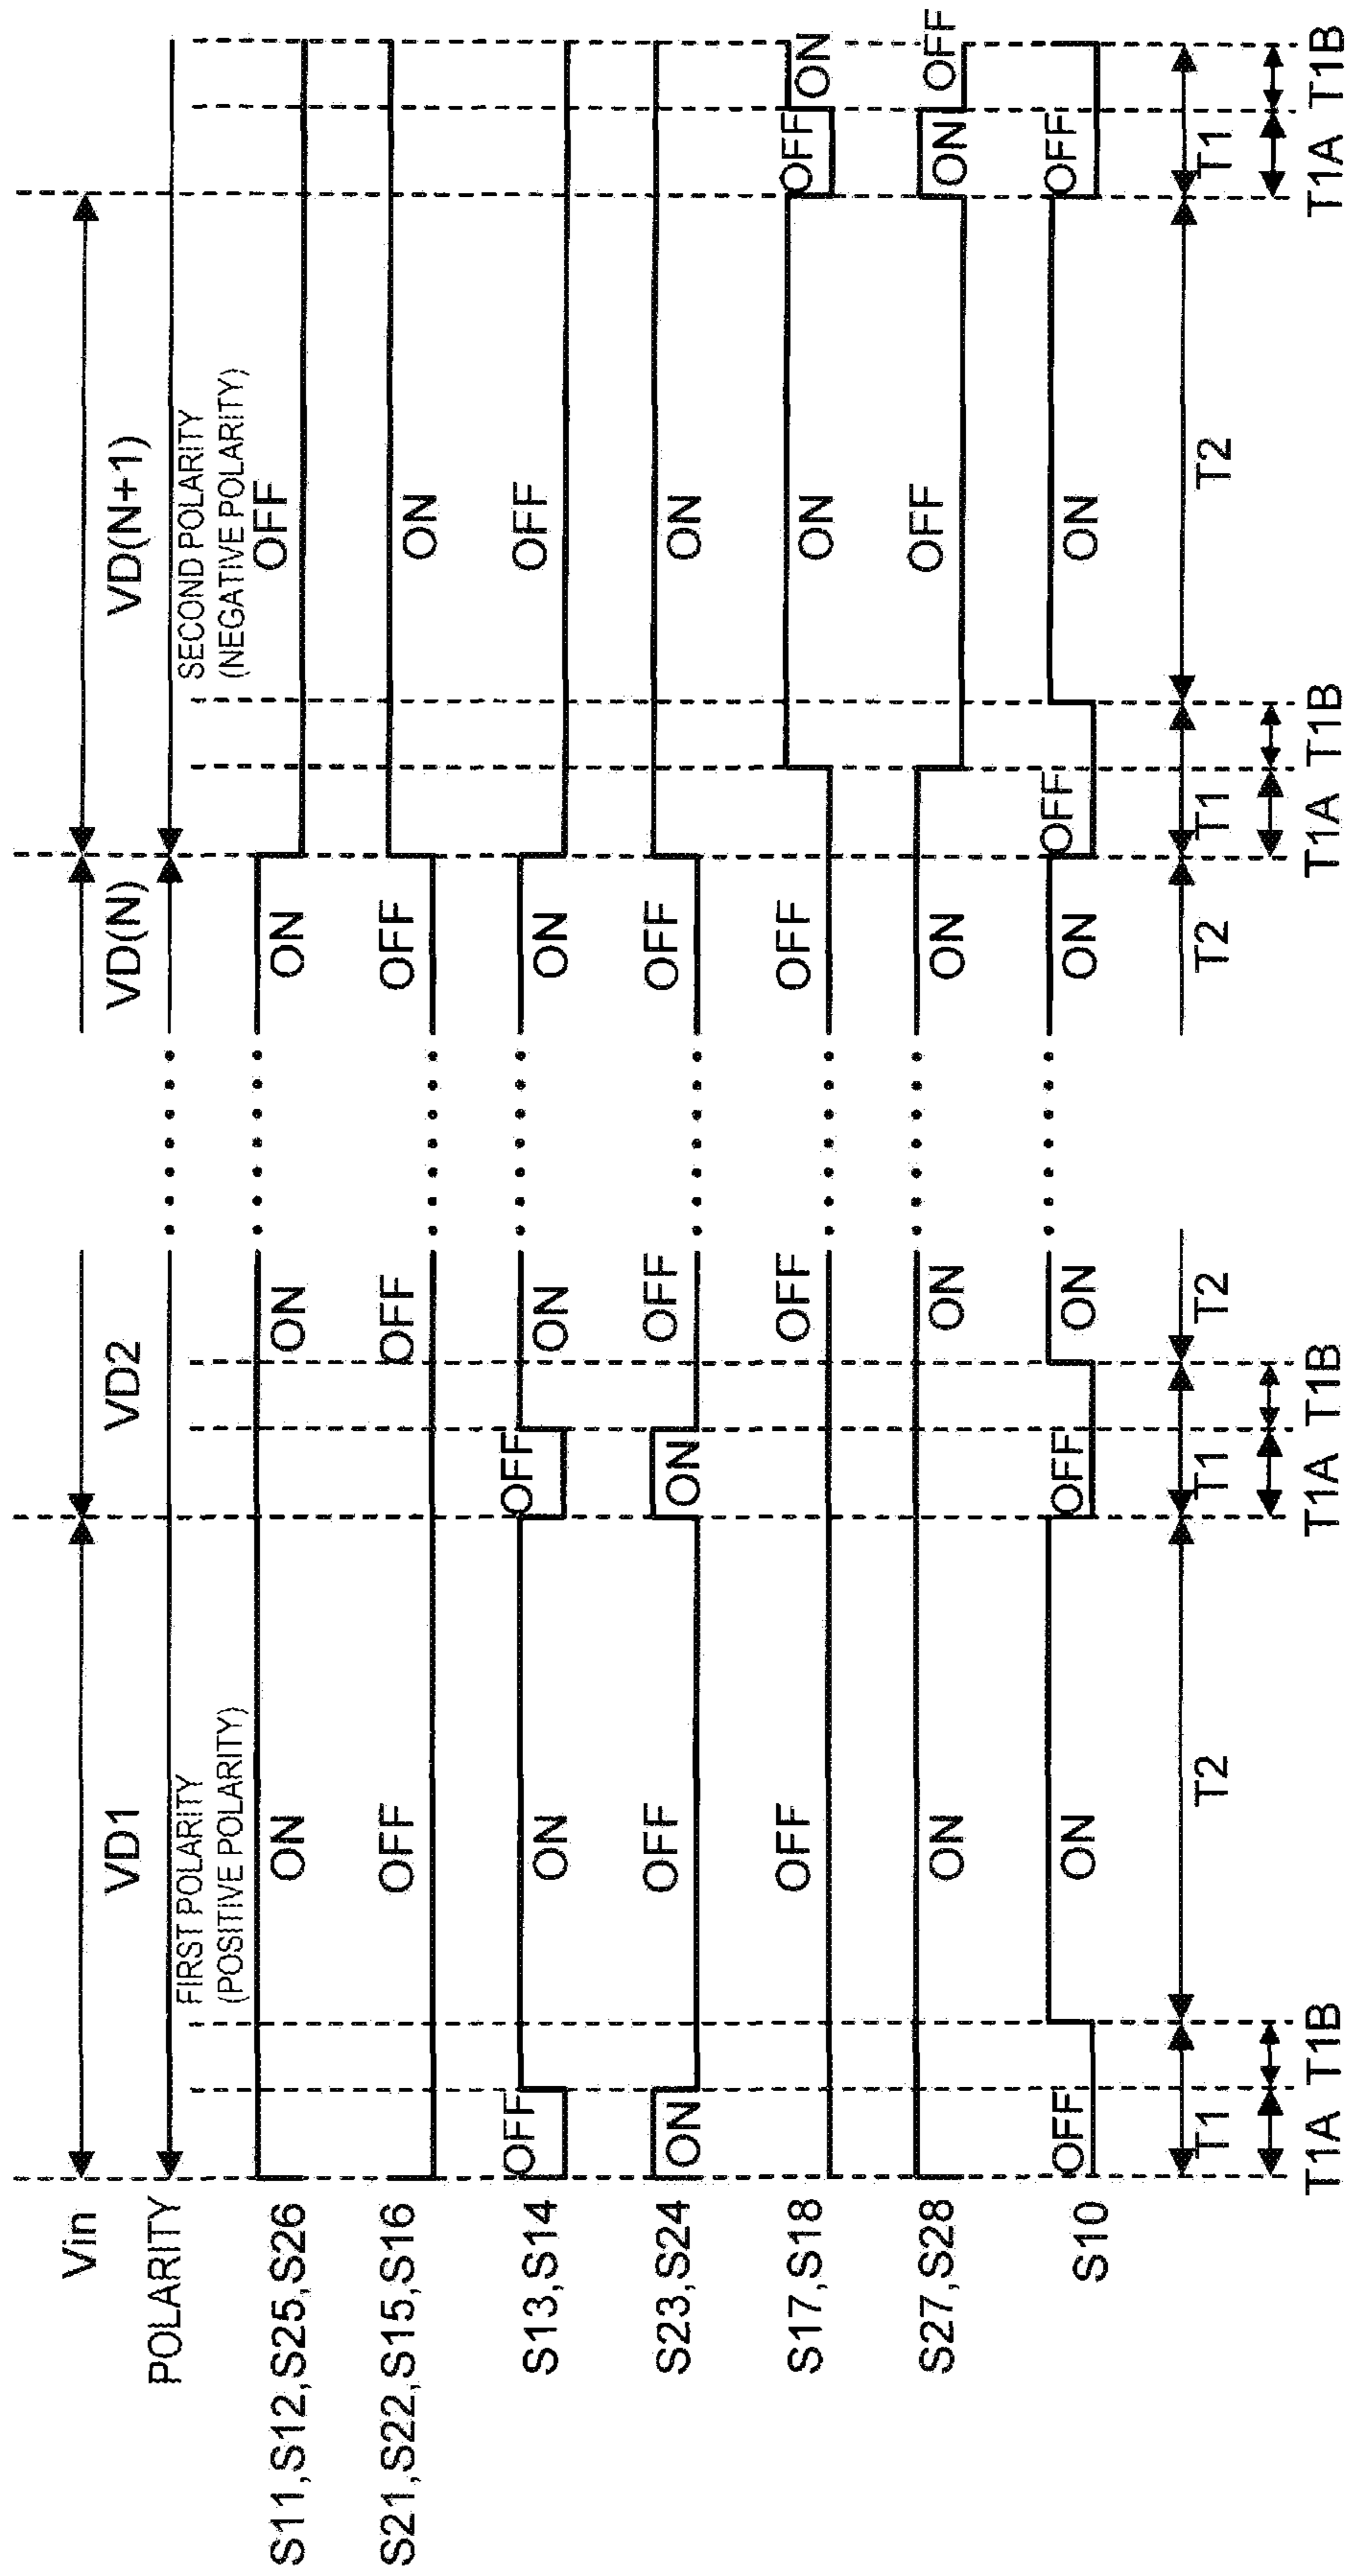 Vin
VD1
VD2
VD(N)
VD(N+1)
POLARITY
FIRST POLARITY
(POSITIVE POLARITY)
SECOND POLARITY
(NEGATIVE POLARITY)
S11,S12,S25,S26
ON
ON
ON
OFF
S21,S22,S15,S16
OFF
OFF
OFF
ON
S13,S14
OFF
ON
OFF
ON
ON
OFF
S23,S24
ON
OFF
ON
OFF
OFF
ON
S17,S18
OFF
OFF
OFF
ON
OFF
ON
S27,S28
ON
ON
ON
OFF
ON
OFF
S10
OFF
ON
OFF
ON
ON
OFF
ON
OFF
T1
T2
T1
T2
T2
T1
T2
T1
T1A
T1B
T1A
T1B
T1A
T1B
T1A
T1B